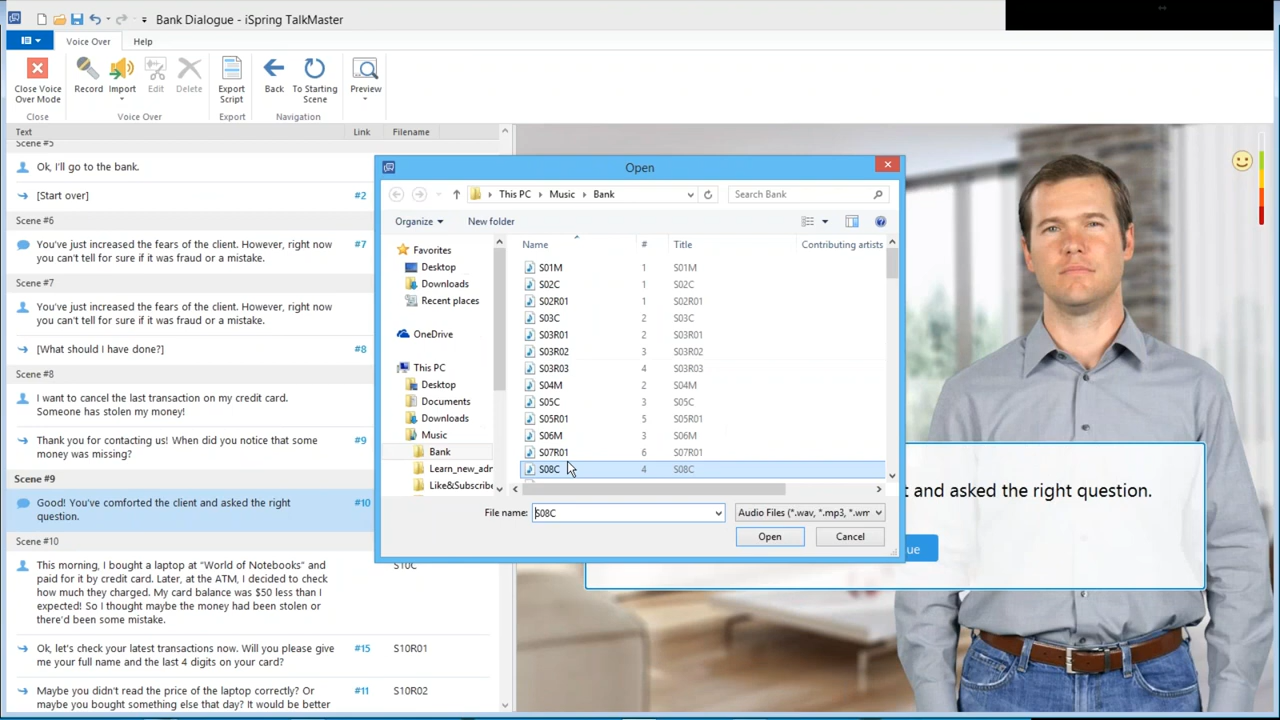 Bank Dialogue - iSpring TalkMaster
Voice Over
Help
Close Voice
Over Mode
Record
Import
Edit
Delete
Export
Script
Back
To Starting
Scene
Preview
Close
Voice Over
Export
Navigation
Text
Link
Filename
Scene #5
Ok, I'll go to the bank.
[Start over]
#2
Scene #6
You've just increased the fears of the client. However, right now
you can't tell for sure if it was fraud or a mistake.
#7
Scene #7
You've just increased the fears of the client. However, right now
you can't tell for sure if it was fraud or a mistake.
[What should I have done?]
#8
Scene #8
I want to cancel the last transaction on my credit card.
Someone has stolen my money!
Thank you for contacting us! When did you notice that some
money was missing?
#9
Scene #9
Good! You've comforted the client and asked the right
question.
#10
Scene #10
This morning, I bought a laptop at "World of Notebooks" and
paid for it by credit card. Later, at the ATM, I decided to check
how much they charged. My card balance was $50 less than I
expected! So I thought maybe the money had been stolen or
there'd been some mistake.
S10C
Ok, let's check your latest transactions now. Will you please give
me your full name and the last 4 digits on your card?
#15
S10R01
Maybe you didn't read the price of the laptop correctly? Or
maybe you bought something else that day? It would be better
#11
S10R02
Open
This PC
Music
Bank
Search Bank
Organize
New folder
Favorites
Desktop
Downloads
Recent places
OneDrive
This PC
Desktop
Documents
Downloads
Music
Bank
Learn_new_adr
Like&Subscribe
Name
#
Title
Contributing artists
S01M 1 S01M
S02C 1 S02C
S02R01 1 S02R01
S03C 2 S03C
S03R01 2 S03R01
S03R02 3 S03R02
S03R03 4 S03R03
S04M 2 S04M
S05C 3 S05C
S05R01 5 S05R01
S06M 3 S06M
S07R01 6 S07R01
S08C 4 S08C
File name:
S08C
Audio Files (*.wav, *.mp3, *.wm
Open
Cancel
t and asked the right question.
ue